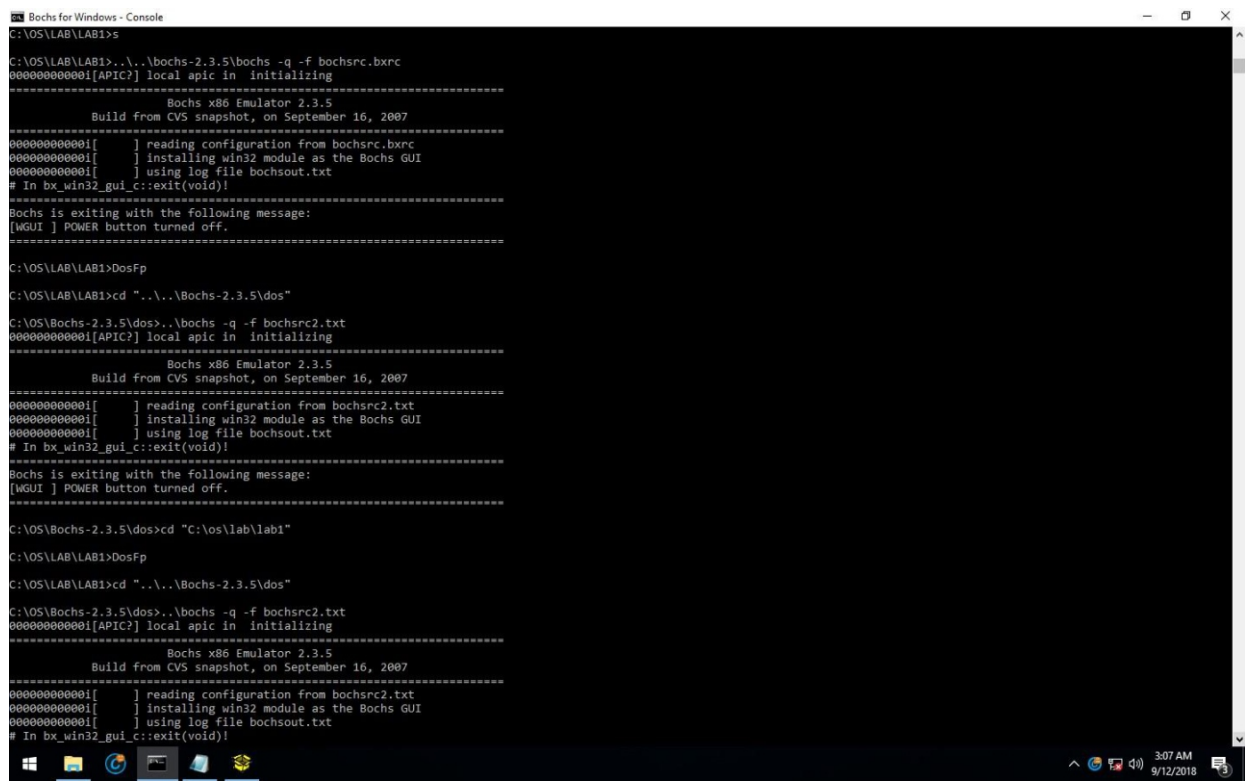 Bochs for Windows - Console
C:\OS\LAB\LAB1>s
C:\OS\LAB\LAB1>..\..\bochs-2.3.5\bochs -q -f bochsrc.bxrc
00000000000i[APIC?] local apic in  initializing
========================================================================
Bochs x86 Emulator 2.3.5
Build from CVS snapshot, on September 16, 2007
========================================================================
00000000000i[     ] reading configuration from bochsrc.bxrc
00000000000i[     ] installing win32 module as the Bochs GUI
00000000000i[     ] using log file bochsout.txt
# In bx_win32_gui_c::exit(void)!
========================================================================
Bochs is exiting with the following message:
[WGUI ] POWER button turned off.
========================================================================
C:\OS\LAB\LAB1>DosFp
C:\OS\LAB\LAB1>cd "..\..\Bochs-2.3.5\dos"
C:\OS\Bochs-2.3.5\dos>..\bochs -q -f bochsrc2.txt
00000000000i[APIC?] local apic in  initializing
========================================================================
Bochs x86 Emulator 2.3.5
Build from CVS snapshot, on September 16, 2007
========================================================================
00000000000i[     ] reading configuration from bochsrc2.txt
00000000000i[     ] installing win32 module as the Bochs GUI
00000000000i[     ] using log file bochsout.txt
# In bx_win32_gui_c::exit(void)!
========================================================================
Bochs is exiting with the following message:
[WGUI ] POWER button turned off.
========================================================================
C:\OS\Bochs-2.3.5\dos>cd "C:\os\lab\lab1"
C:\OS\LAB\LAB1>DosFp
C:\OS\LAB\LAB1>cd "..\..\Bochs-2.3.5\dos"
C:\OS\Bochs-2.3.5\dos>..\bochs -q -f bochsrc2.txt
00000000000i[APIC?] local apic in  initializing
========================================================================
Bochs x86 Emulator 2.3.5
Build from CVS snapshot, on September 16, 2007
========================================================================
00000000000i[     ] reading configuration from bochsrc2.txt
00000000000i[     ] installing win32 module as the Bochs GUI
00000000000i[     ] using log file bochsout.txt
# In bx_win32_gui_c::exit(void)!
3:07 AM
9/12/2018
3